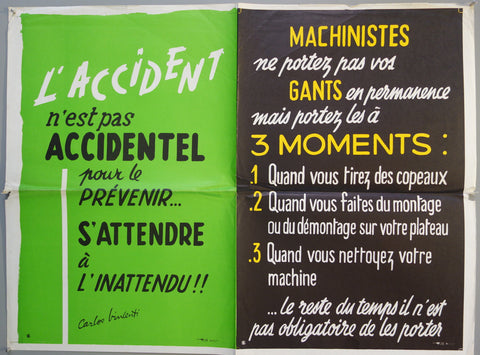 L'ACCIDENT
n'est pas
ACCIDENTEL
pour le
PRÉVENIR...
S'ATTENDRE
à
L'INATTENDU!!
Carlos Vincenti
MACHINISTES
ne portez pas vos
GANTS en permanence
mais portez les à
3 MOMENTS :
1 Quand vous tirez des copeaux
.2 Quand vous faites du montage
ou du démontage sur votre plateau
.3 Quand vous nettoyez votre
machine
...le reste du temps il n'est
pas obligatoire de les porter